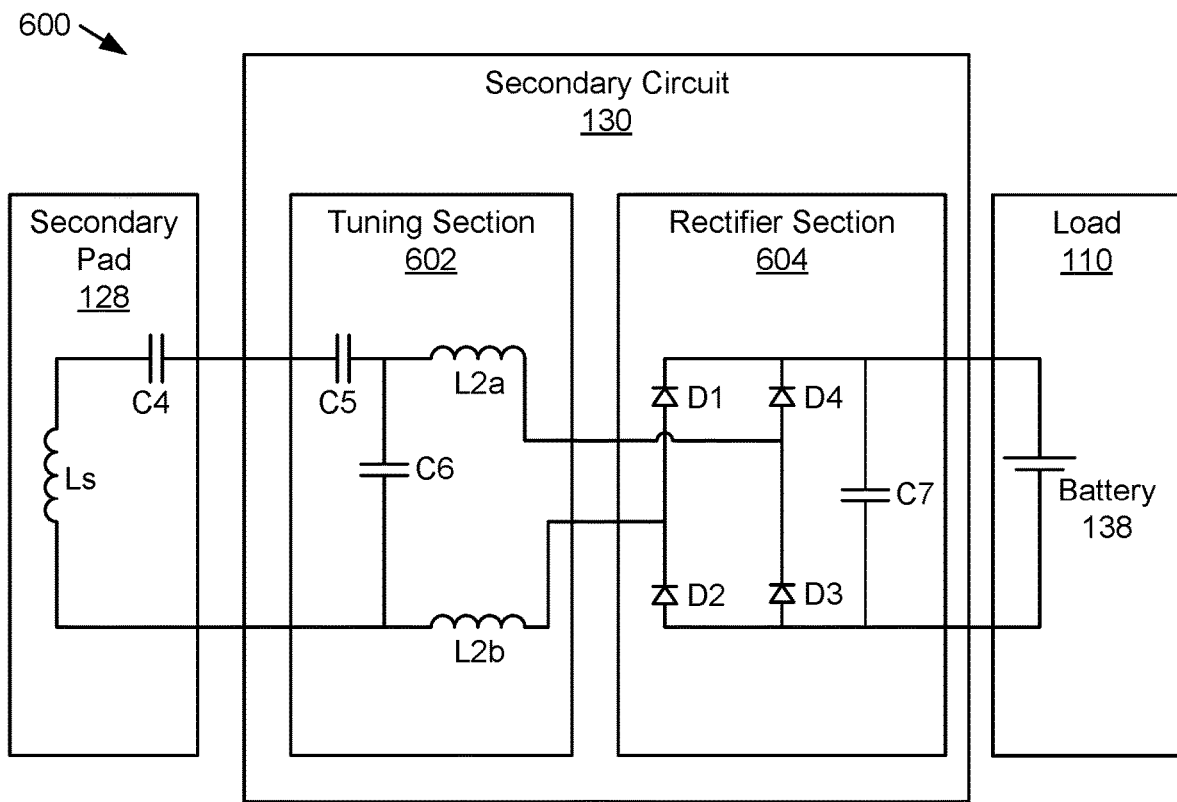 600
Secondary Circuit
130
Secondary
Pad
128
Tuning Section
602
Rectifier Section
604
Load
110
C4
C5
L2a
D1
D4
Ls
C6
C7
Battery
138
D2
D3
L2b